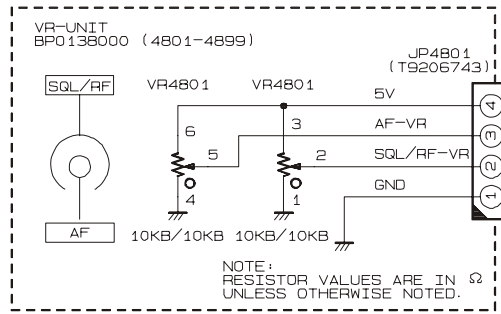 VR-UNIT
BP0138000 (4801-4899)
JP4801
(T9206743)
SQL/RF
VR4801
VR4801
5V
4
6
3
AF-VR
3
5
2
SQL/RF-VR
2
4
1
GND
1
AF
10KB/10KB
10KB/10KB
NOTE:
RESISTOR VALUES ARE IN Ω
UNLESS OTHERWISE NOTED.